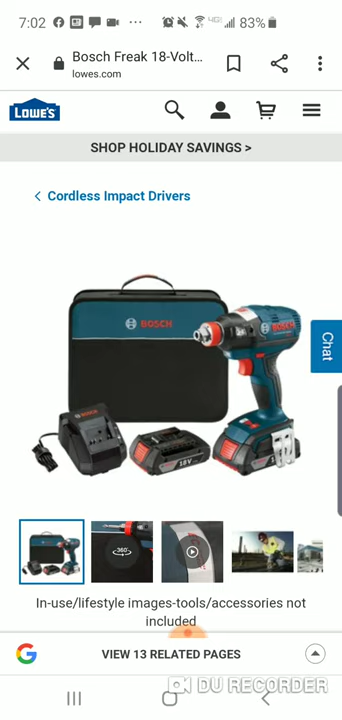 7:02
4G
83%
Bosch Freak 18-Volt...
lowes.com
LOWE'S
SHOP HOLIDAY SAVINGS >
Cordless Impact Drivers
BOSCH
BOSCH
18V
Chat
360°
In-use/lifestyle images-tools/accessories not
included
G
VIEW 13 RELATED PAGES
DU RECORDER